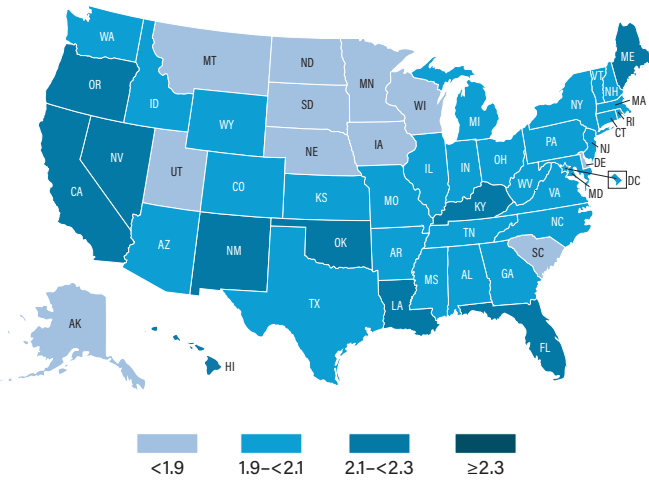 WA
MT
ND
MN
ME
OR
ID
SD
WI
VT
NH
WY
MI
NY
MA
RI
CT
NV
UT
NE
IA
PA
NJ
CA
CO
IL
IN
OH
DE
KS
MO
WV
VA
MD
DC
KY
AZ
NM
OK
AR
TN
NC
SC
TX
LA
MS
AL
GA
AK
HI
FL
<1.9
1.9–<2.1
2.1–<2.3
≥2.3